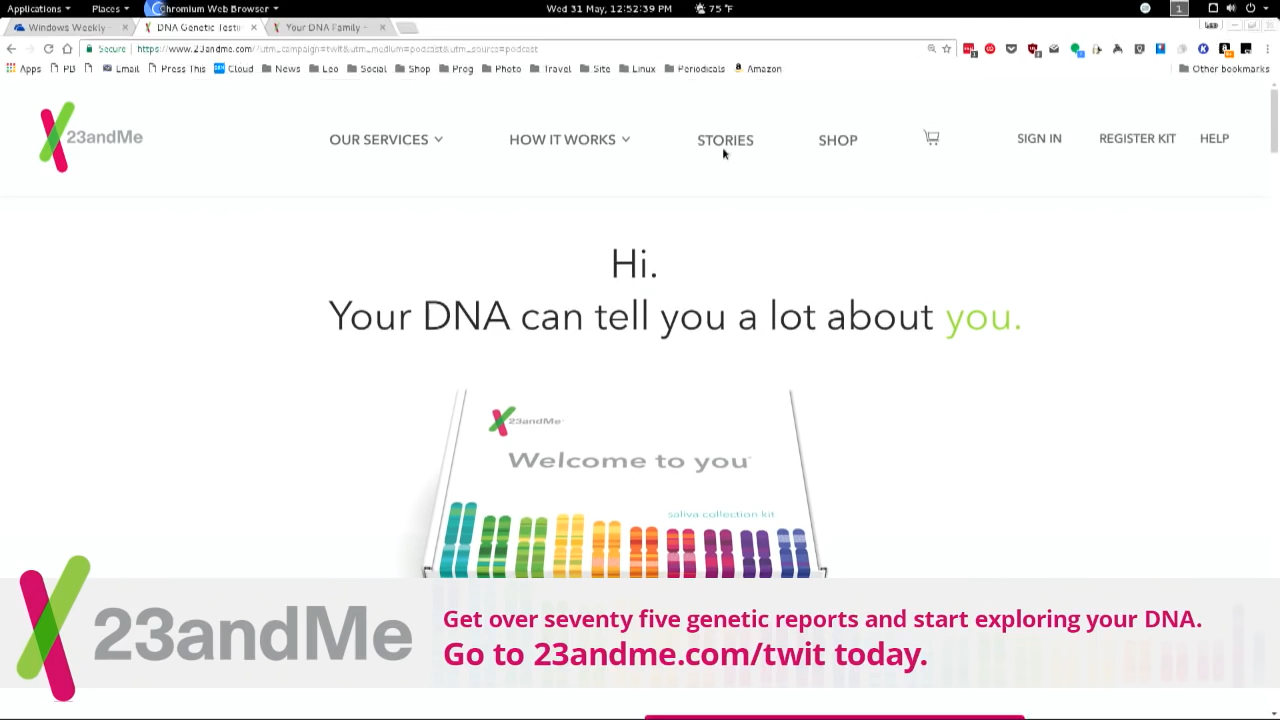 Applications Places Chromium Web Browser Wed 31 May, 12:52:39 PM 75 °F 1
Windows Weekly DNA Genetic Testi Your DNA Family -
Secure https://www.23andme.com/?utm_campaign=twit&utm_medium=podcast&utm_source=podcast
Apps PB Email Press This Cloud News Leo Social Shop Prog Photo Travel Site Linux Periodicals Amazon Other bookmarks
23andMe OUR SERVICES HOW IT WORKS STORIES SHOP SIGN IN REGISTER KIT HELP
Hi.
Your DNA can tell you a lot about you.
23andMe
Welcome to you
saliva collection kit
23andMe
Get over seventy five genetic reports and start exploring your DNA.
Go to 23andme.com/twit today.